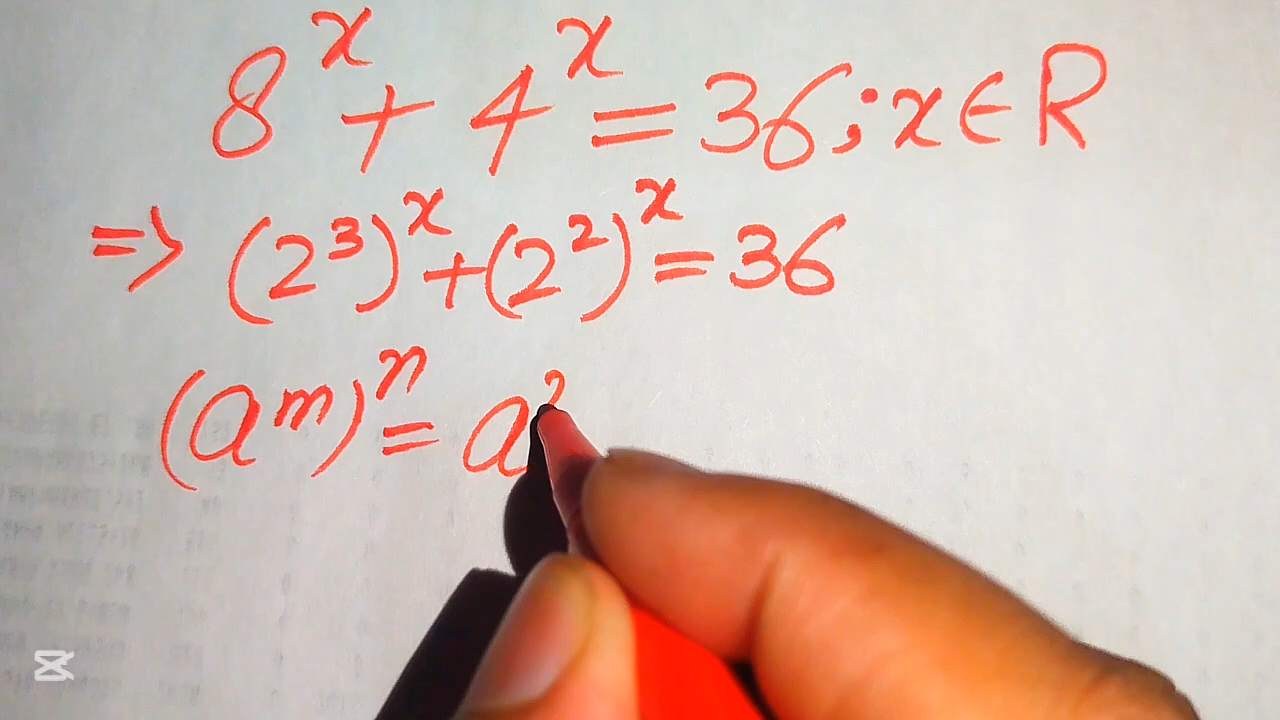 8^x + 4^x = 36; x ∈ R
=> (2^3)^x + (2^2)^x = 36
(a^m)^n = a